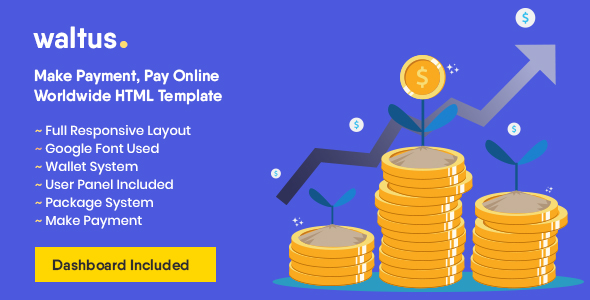 waltus.
Make Payment, Pay Online
Worldwide HTML Template
~ Full Responsive Layout
~ Google Font Used
~ Wallet System
~ User Panel Included
~ Package System
~ Make Payment
Dashboard Included
$
$
$
$
$